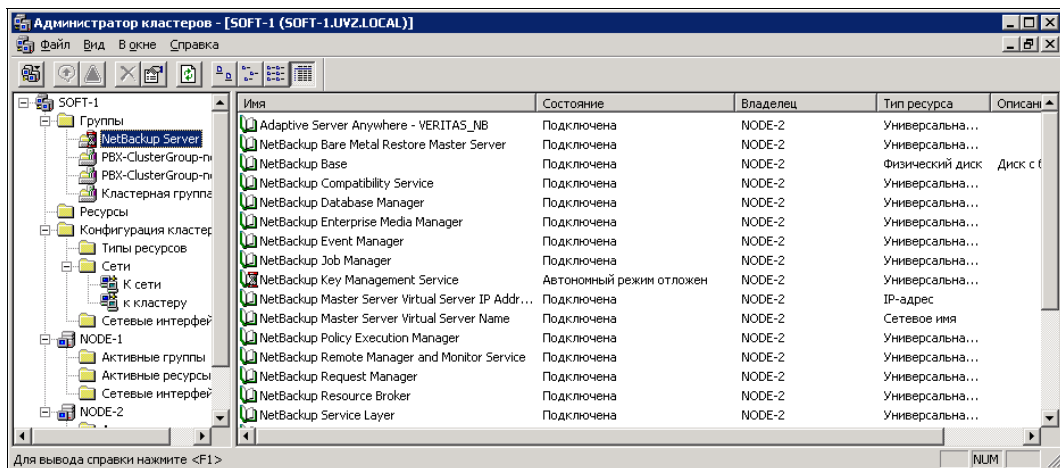 Администратор кластеров - [SOFT-1 (SOFT-1.UVZ.LOCAL)]
Файл Вид В окне Справка
SOFT-1
Группы
NetBackup Server
PBX-ClusterGroup-n
PBX-ClusterGroup-n
Кластерная группа
Ресурсы
Конфигурация кластер
Типы ресурсов
Сети
К сети
к кластеру
Сетевые интерфей
NODE-1
Активные группы
Активные ресурсы
Сетевые интерфей
NODE-2
Имя Состояние Владелец Тип ресурса Описани
Adaptive Server Anywhere - VERITAS_NB Подключена NODE-2 Универсальна...
NetBackup Bare Metal Restore Master Server Подключена NODE-2 Универсальна...
NetBackup Base Подключена NODE-2 Физический диск Диск с б
NetBackup Compatibility Service Подключена NODE-2 Универсальна...
NetBackup Database Manager Подключена NODE-2 Универсальна...
NetBackup Enterprise Media Manager Подключена NODE-2 Универсальна...
NetBackup Event Manager Подключена NODE-2 Универсальна...
NetBackup Job Manager Подключена NODE-2 Универсальна...
NetBackup Key Management Service Автономный режим отложен NODE-2 Универсальна...
NetBackup Master Server Virtual Server IP Addr... Подключена NODE-2 IP-адрес
NetBackup Master Server Virtual Server Name Подключена NODE-2 Сетевое имя
NetBackup Policy Execution Manager Подключена NODE-2 Универсальна...
NetBackup Remote Manager and Monitor Service Подключена NODE-2 Универсальна...
NetBackup Request Manager Подключена NODE-2 Универсальна...
NetBackup Resource Broker Подключена NODE-2 Универсальна...
NetBackup Service Layer Подключена NODE-2 Универсальна...
Для вывода справки нажмите <F1>
NUM